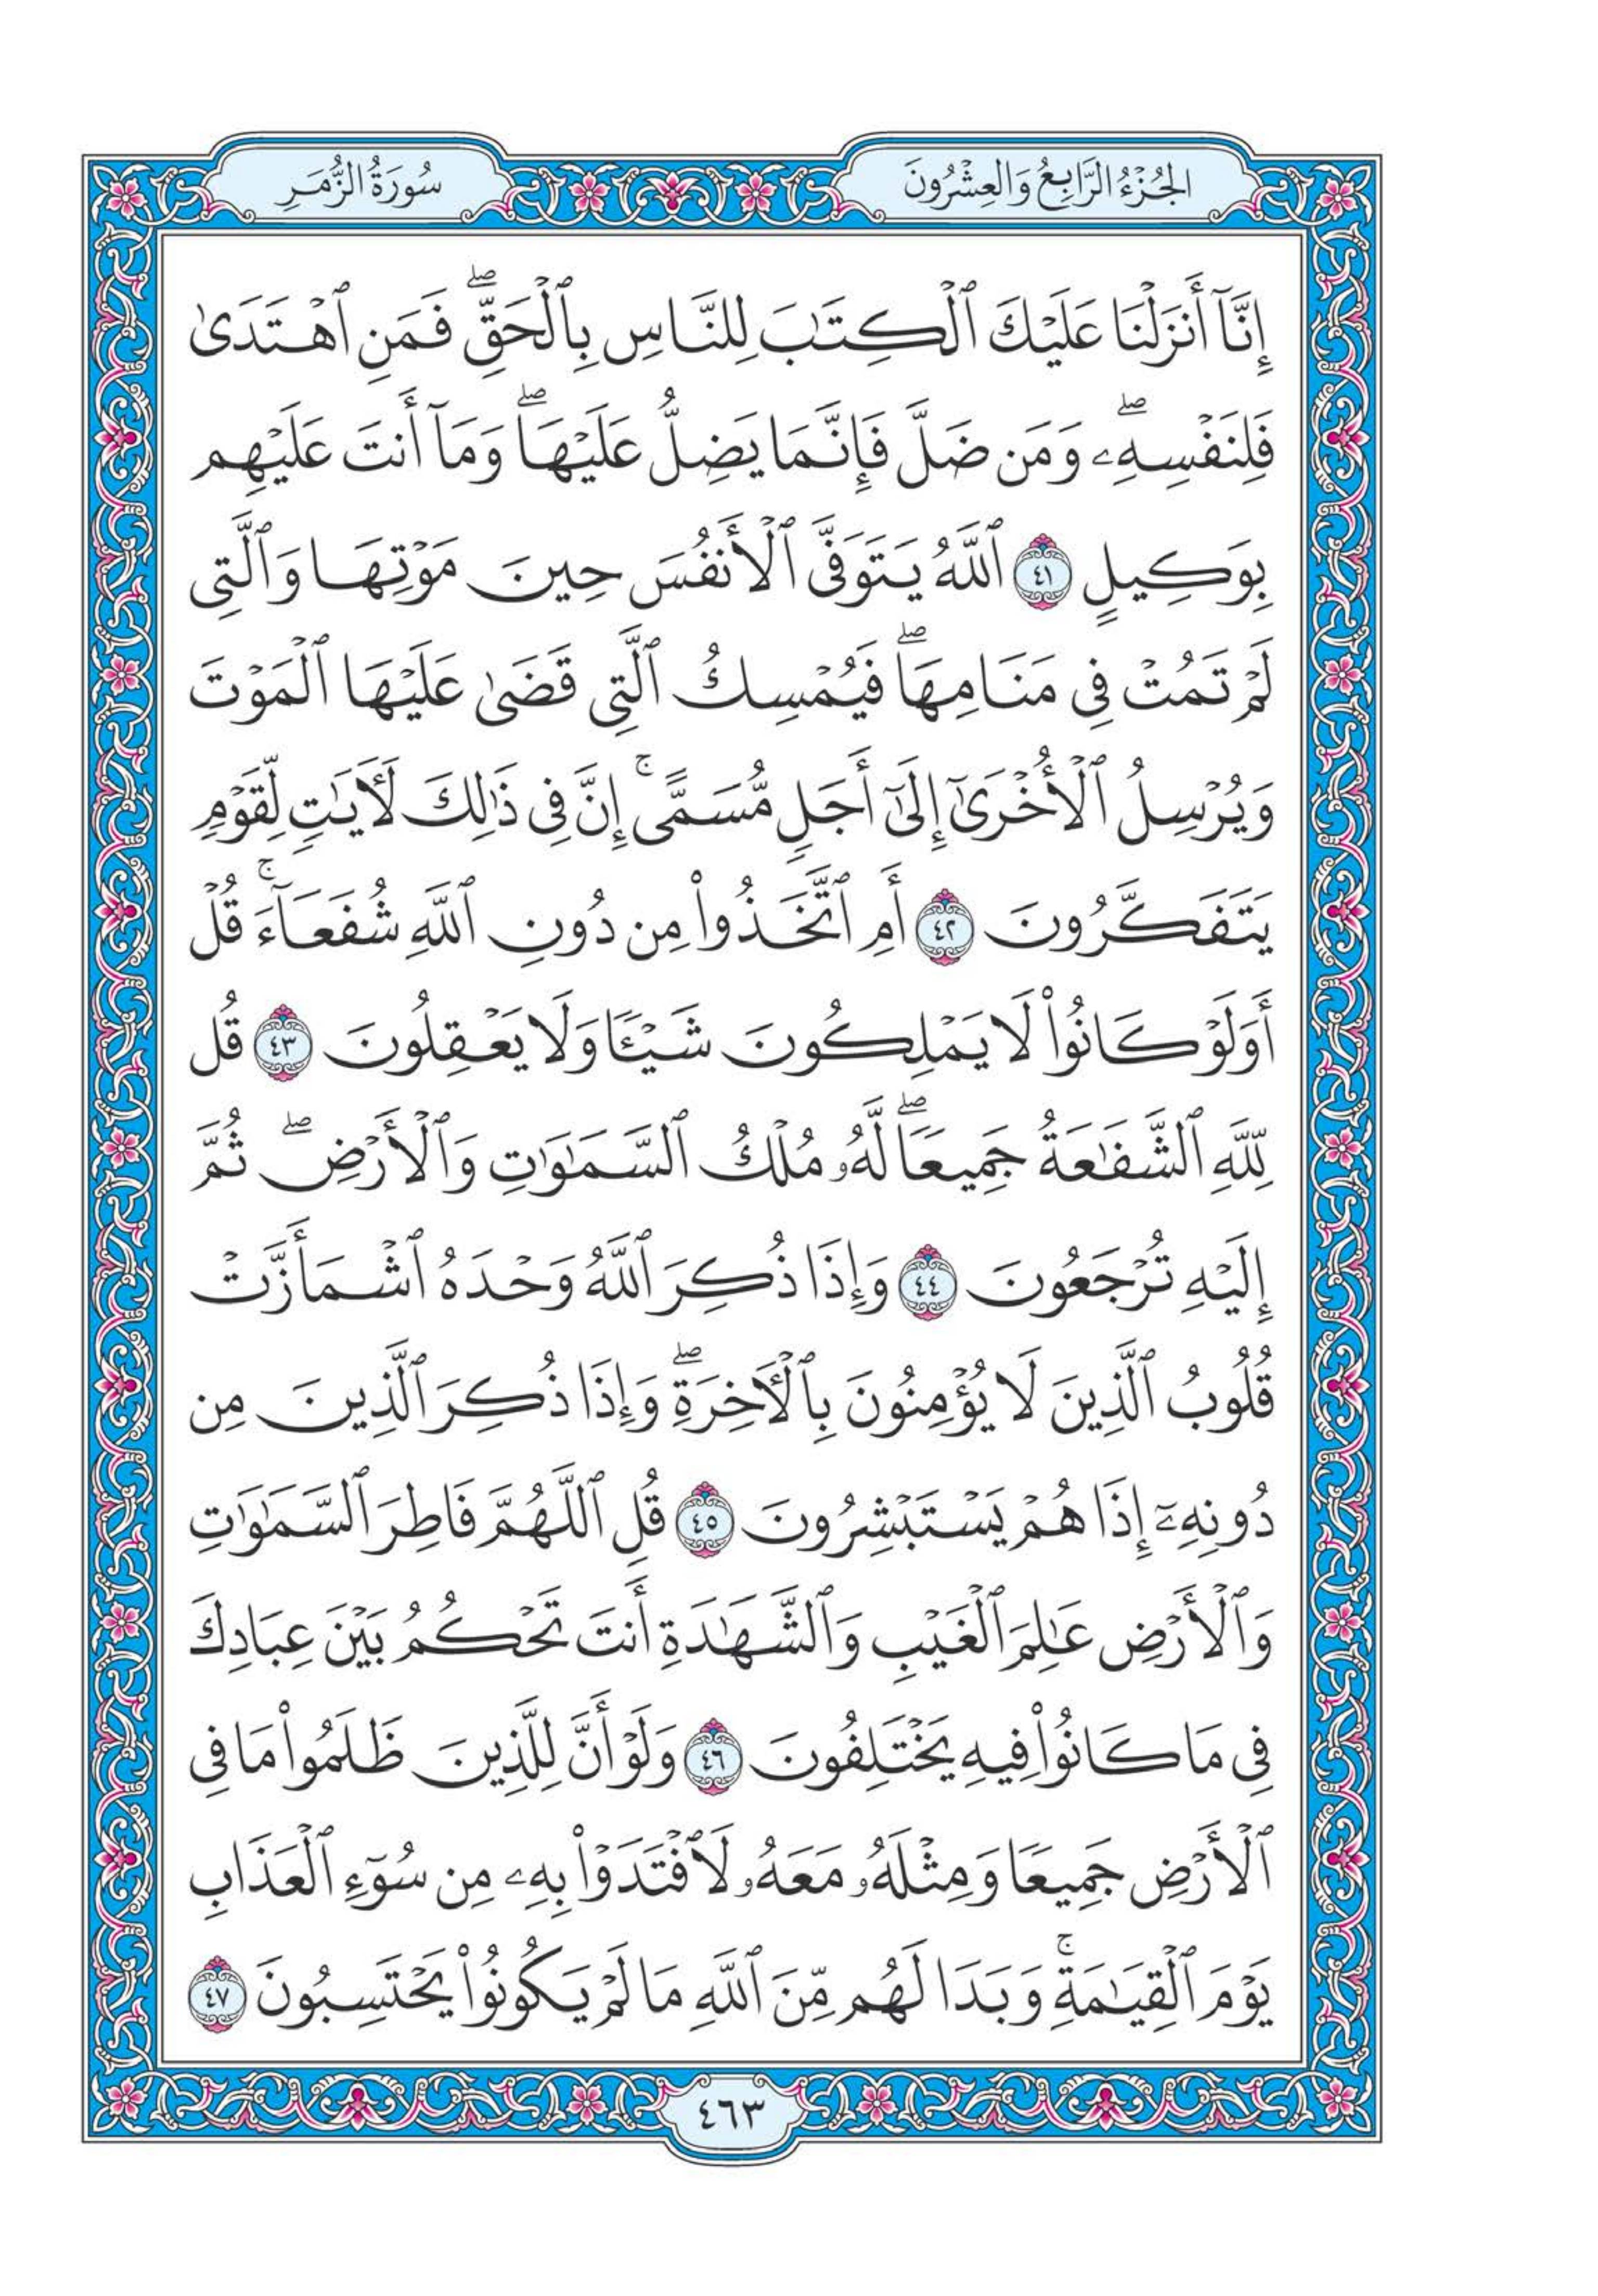 الجُزْءُ الرَّابِعُ وَالعِشْرُونَ
سُورَةُ الزُّمَرِ
إِنَّآ أَنزَلْنَا عَلَيْكَ ٱلْكِتَٰبَ لِلنَّاسِ بِٱلْحَقِّۖ فَمَنِ ٱهْتَدَىٰ
فَلِنَفْسِهِۦۖ وَمَن ضَلَّ فَإِنَّمَا يَضِلُّ عَلَيْهَاۖ وَمَآ أَنتَ عَلَيْهِم
بِوَكِيلٍ ٤١ ٱللَّهُ يَتَوَفَّى ٱلْأَنفُسَ حِينَ مَوْتِهَا وَٱلَّتِى
لَمْ تَمُتْ فِى مَنَامِهَاۖ فَيُمْسِكُ ٱلَّتِى قَضَىٰ عَلَيْهَا ٱلْمَوْتَ
وَيُرْسِلُ ٱلْأُخْرَىٰٓ إِلَىٰٓ أَجَلٍ مُّسَمًّىۚ إِنَّ فِى ذَٰلِكَ لَءَايَٰتٍ لِّقَوْمٍ
يَتَفَكَّرُونَ ٤٢ أَمِ ٱتَّخَذُوا۟ مِن دُونِ ٱللَّهِ شُفَعَآءَۚ قُلْ
أَوَلَوْ كَانُوا۟ لَا يَمْلِكُونَ شَيْـًٔا وَلَا يَعْقِلُونَ ٤٣ قُل
لِّلَّهِ ٱلشَّفَٰعَةُ جَمِيعًاۖ لَّهُۥ مُلْكُ ٱلسَّمَٰوَٰتِ وَٱلْأَرْضِۖ ثُمَّ
إِلَيْهِ تُرْجَعُونَ ٤٤ وَإِذَا ذُكِرَ ٱللَّهُ وَحْدَهُ ٱشْمَأَزَّتْ
قُلُوبُ ٱلَّذِينَ لَا يُؤْمِنُونَ بِٱلْءَاخِرَةِۖ وَإِذَا ذُكِرَ ٱلَّذِينَ مِن
دُونِهِۦٓ إِذَا هُمْ يَسْتَبْشِرُونَ ٤٥ قُلِ ٱللَّهُمَّ فَاطِرَ ٱلسَّمَٰوَٰتِ
وَٱلْأَرْضِ عَٰلِمَ ٱلْغَيْبِ وَٱلشَّهَٰدَةِ أَنتَ تَحْكُمُ بَيْنَ عِبَادِكَ
فِى مَا كَانُوا۟ فِيهِ يَخْتَلِفُونَ ٤٦ وَلَوْ أَنَّ لِلَّذِينَ ظَلَمُوا۟ مَا فِى
ٱلْأَرْضِ جَمِيعًا وَمِثْلَهُۥ مَعَهُۥ لَٱفْتَدَوْا۟ بِهِۦ مِن سُوٓءِ ٱلْعَذَابِ
يَوْمَ ٱلْقِيَٰمَةِۚ وَبَدَا لَهُم مِّنَ ٱللَّهِ مَا لَمْ يَكُونُوا۟ يَحْتَسِبُونَ ٤٧
٤٦٣